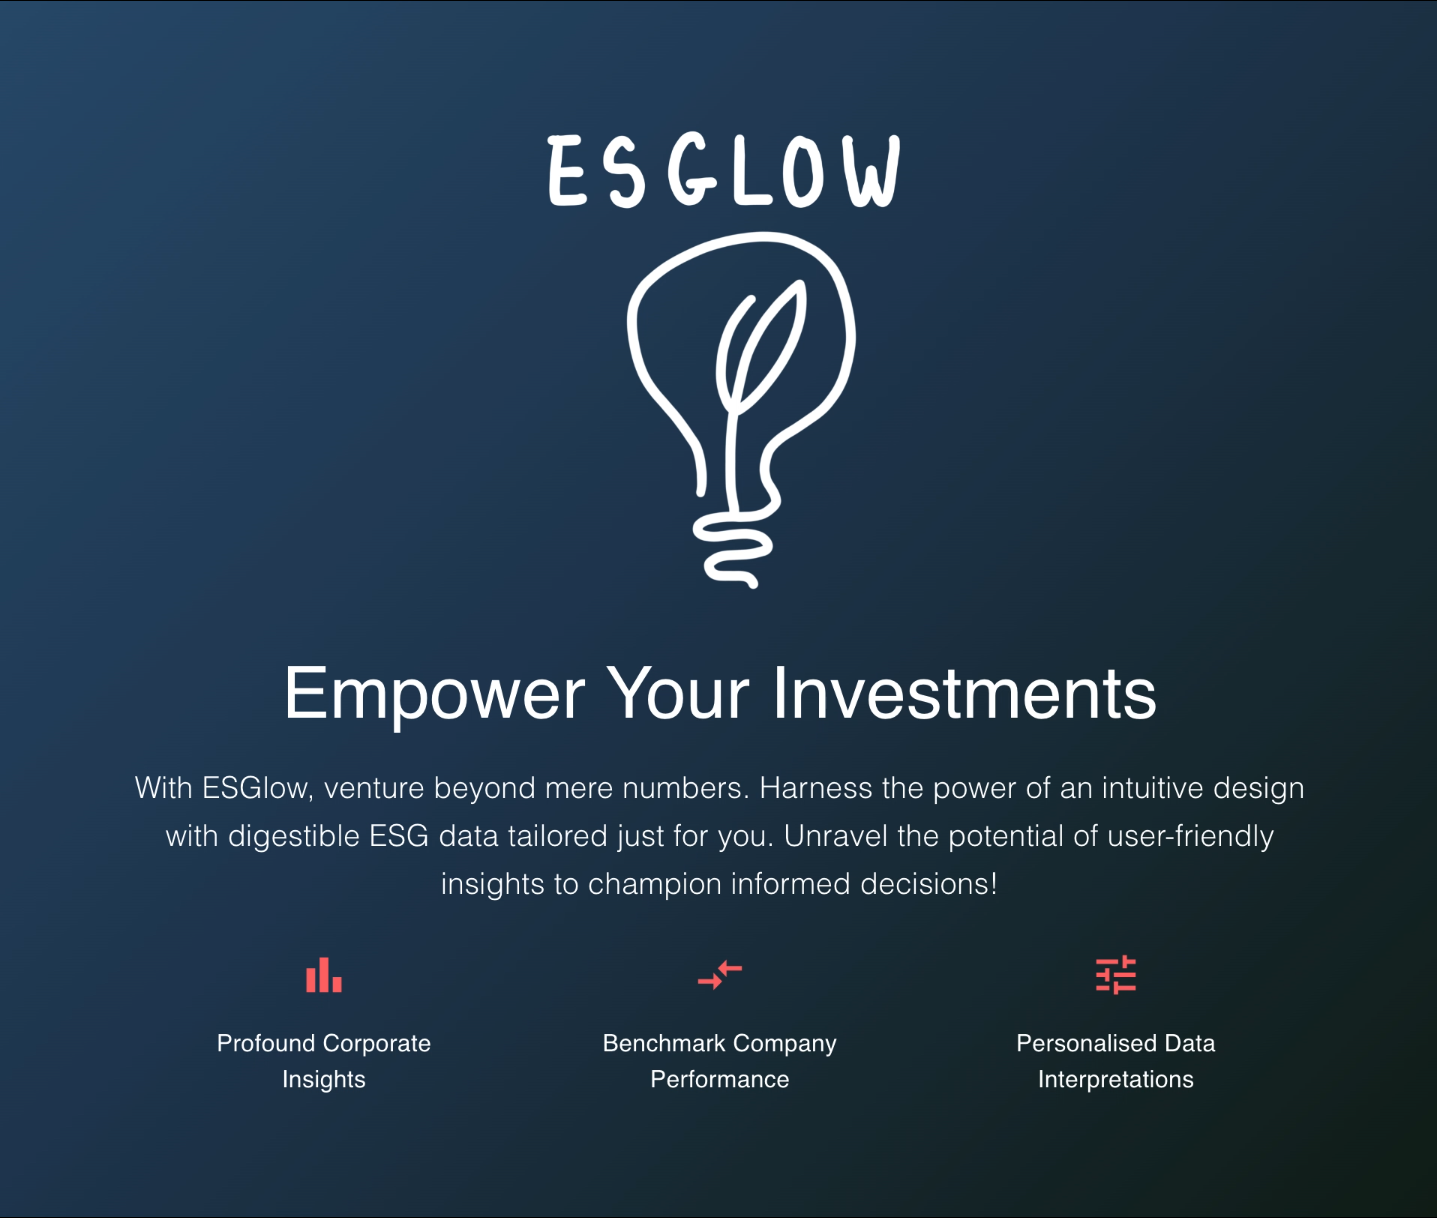 ESGLOW
Empower Your Investments
With ESGlow, venture beyond mere numbers. Harness the power of an intuitive design
with digestible ESG data tailored just for you. Unravel the potential of user-friendly
insights to champion informed decisions!
Profound Corporate
Insights
Benchmark Company
Performance
Personalised Data
Interpretations